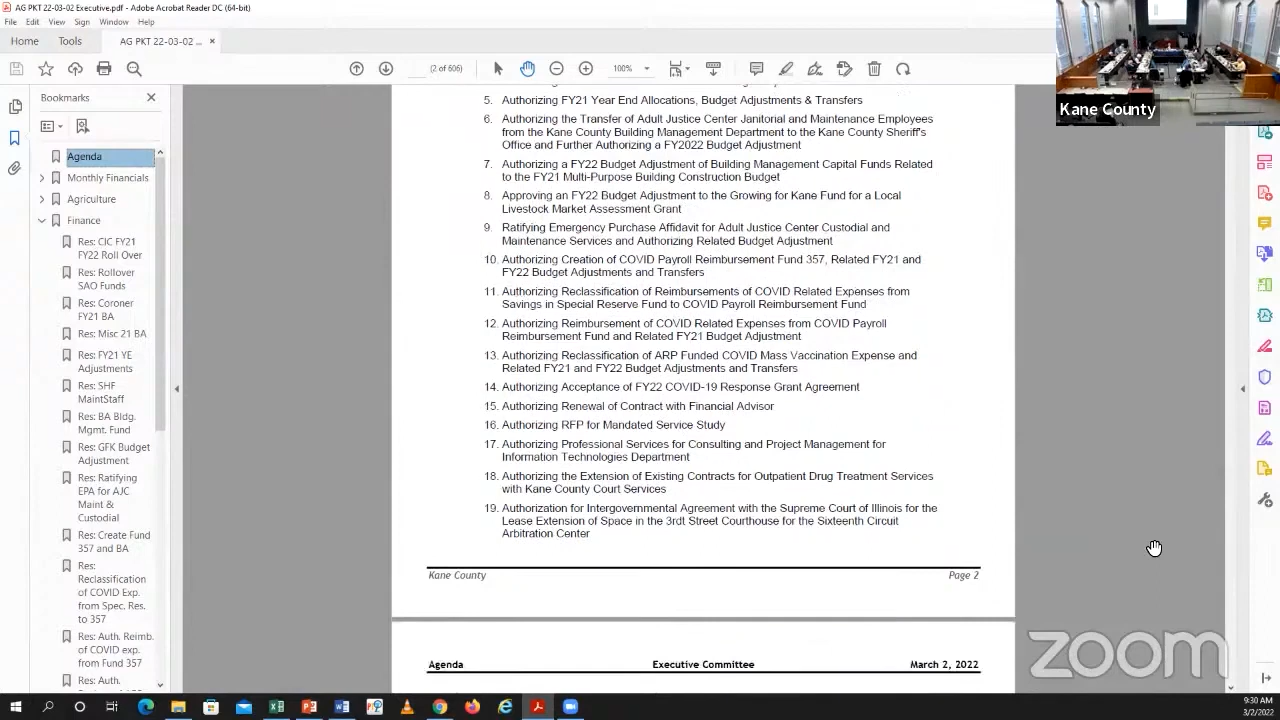 AG PKT 22-03-02 Executive.pdf - Adobe Acrobat Reader DC (64-bit)
File Edit View Sign Window Help
Home Tools AG PKT 22-03-02 ... ×
(2 of 606) 100%
Kane County
Bookmarks
Agenda
Monthly Financials
Agriculture
Finance
Res: CIC FY21
FY22 Roll Over
Res: Rollover
SAO Funds
Res: Coroner
FY21 BA
Res: Misc 21 BA
Res: FY21 YE
Adjustments
Res: SHF
MaintStaff
Res: BA Bldg.
Mgmt. Fund
Res: GFK Budget
Adjustment
Res: Ratifying
EPA for AJC
Maint &
Custodial
Res: Create Fund
357 and BA
Res:
Reclassification
of COVID Exp.
from Spec. Res.
to 357
Res: Auth. Reimb.
of COVID exp.
from Fund 357
Res: Auth.
5. Authorizing FY21 Year End Allocations, Budget Adjustments & Transfers
6. Authorizing the Transfer of Adult Justice Center Janitorial and Maintenance Employees
from the Kane County Building Management Department to the Kane County Sheriff's
Office and Further Authorizing a FY2022 Budget Adjustment
7. Authorizing a FY22 Budget Adjustment of Building Management Capital Funds Related
to the FY21 Multi-Purpose Building Construction Budget
8. Approving an FY22 Budget Adjustment to the Growing for Kane Fund for a Local
Livestock Market Assessment Grant
9. Ratifying Emergency Purchase Affidavit for Adult Justice Center Custodial and
Maintenance Services and Authorizing Related Budget Adjustment
10. Authorizing Creation of COVID Payroll Reimbursement Fund 357, Related FY21 and
FY22 Budget Adjustments and Transfers
11. Authorizing Reclassification of Reimbursements of COVID Related Expenses from
Savings in Special Reserve Fund to COVID Payroll Reimbursement Fund
12. Authorizing Reimbursement of COVID Related Expenses from COVID Payroll
Reimbursement Fund and Related FY21 Budget Adjustment
13. Authorizing Reclassification of ARP Funded COVID Mass Vaccination Expense and
Related FY21 and FY22 Budget Adjustments and Transfers
14. Authorizing Acceptance of FY22 COVID-19 Response Grant Agreement
15. Authorizing Renewal of Contract with Financial Advisor
16. Authorizing RFP for Mandated Service Study
17. Authorizing Professional Services for Consulting and Project Management for
Information Technologies Department
18. Authorizing the Extension of Existing Contracts for Outpatient Drug Treatment Services
with Kane County Court Services
19. Authorization for Intergovernmental Agreement with the Supreme Court of Illinois for the
Lease Extension of Space in the 3rdt Street Courthouse for the Sixteenth Circuit
Arbitration Center
Kane County Page 2
Agenda Executive Committee March 2, 2022
zoom
9:30 AM
3/2/2022